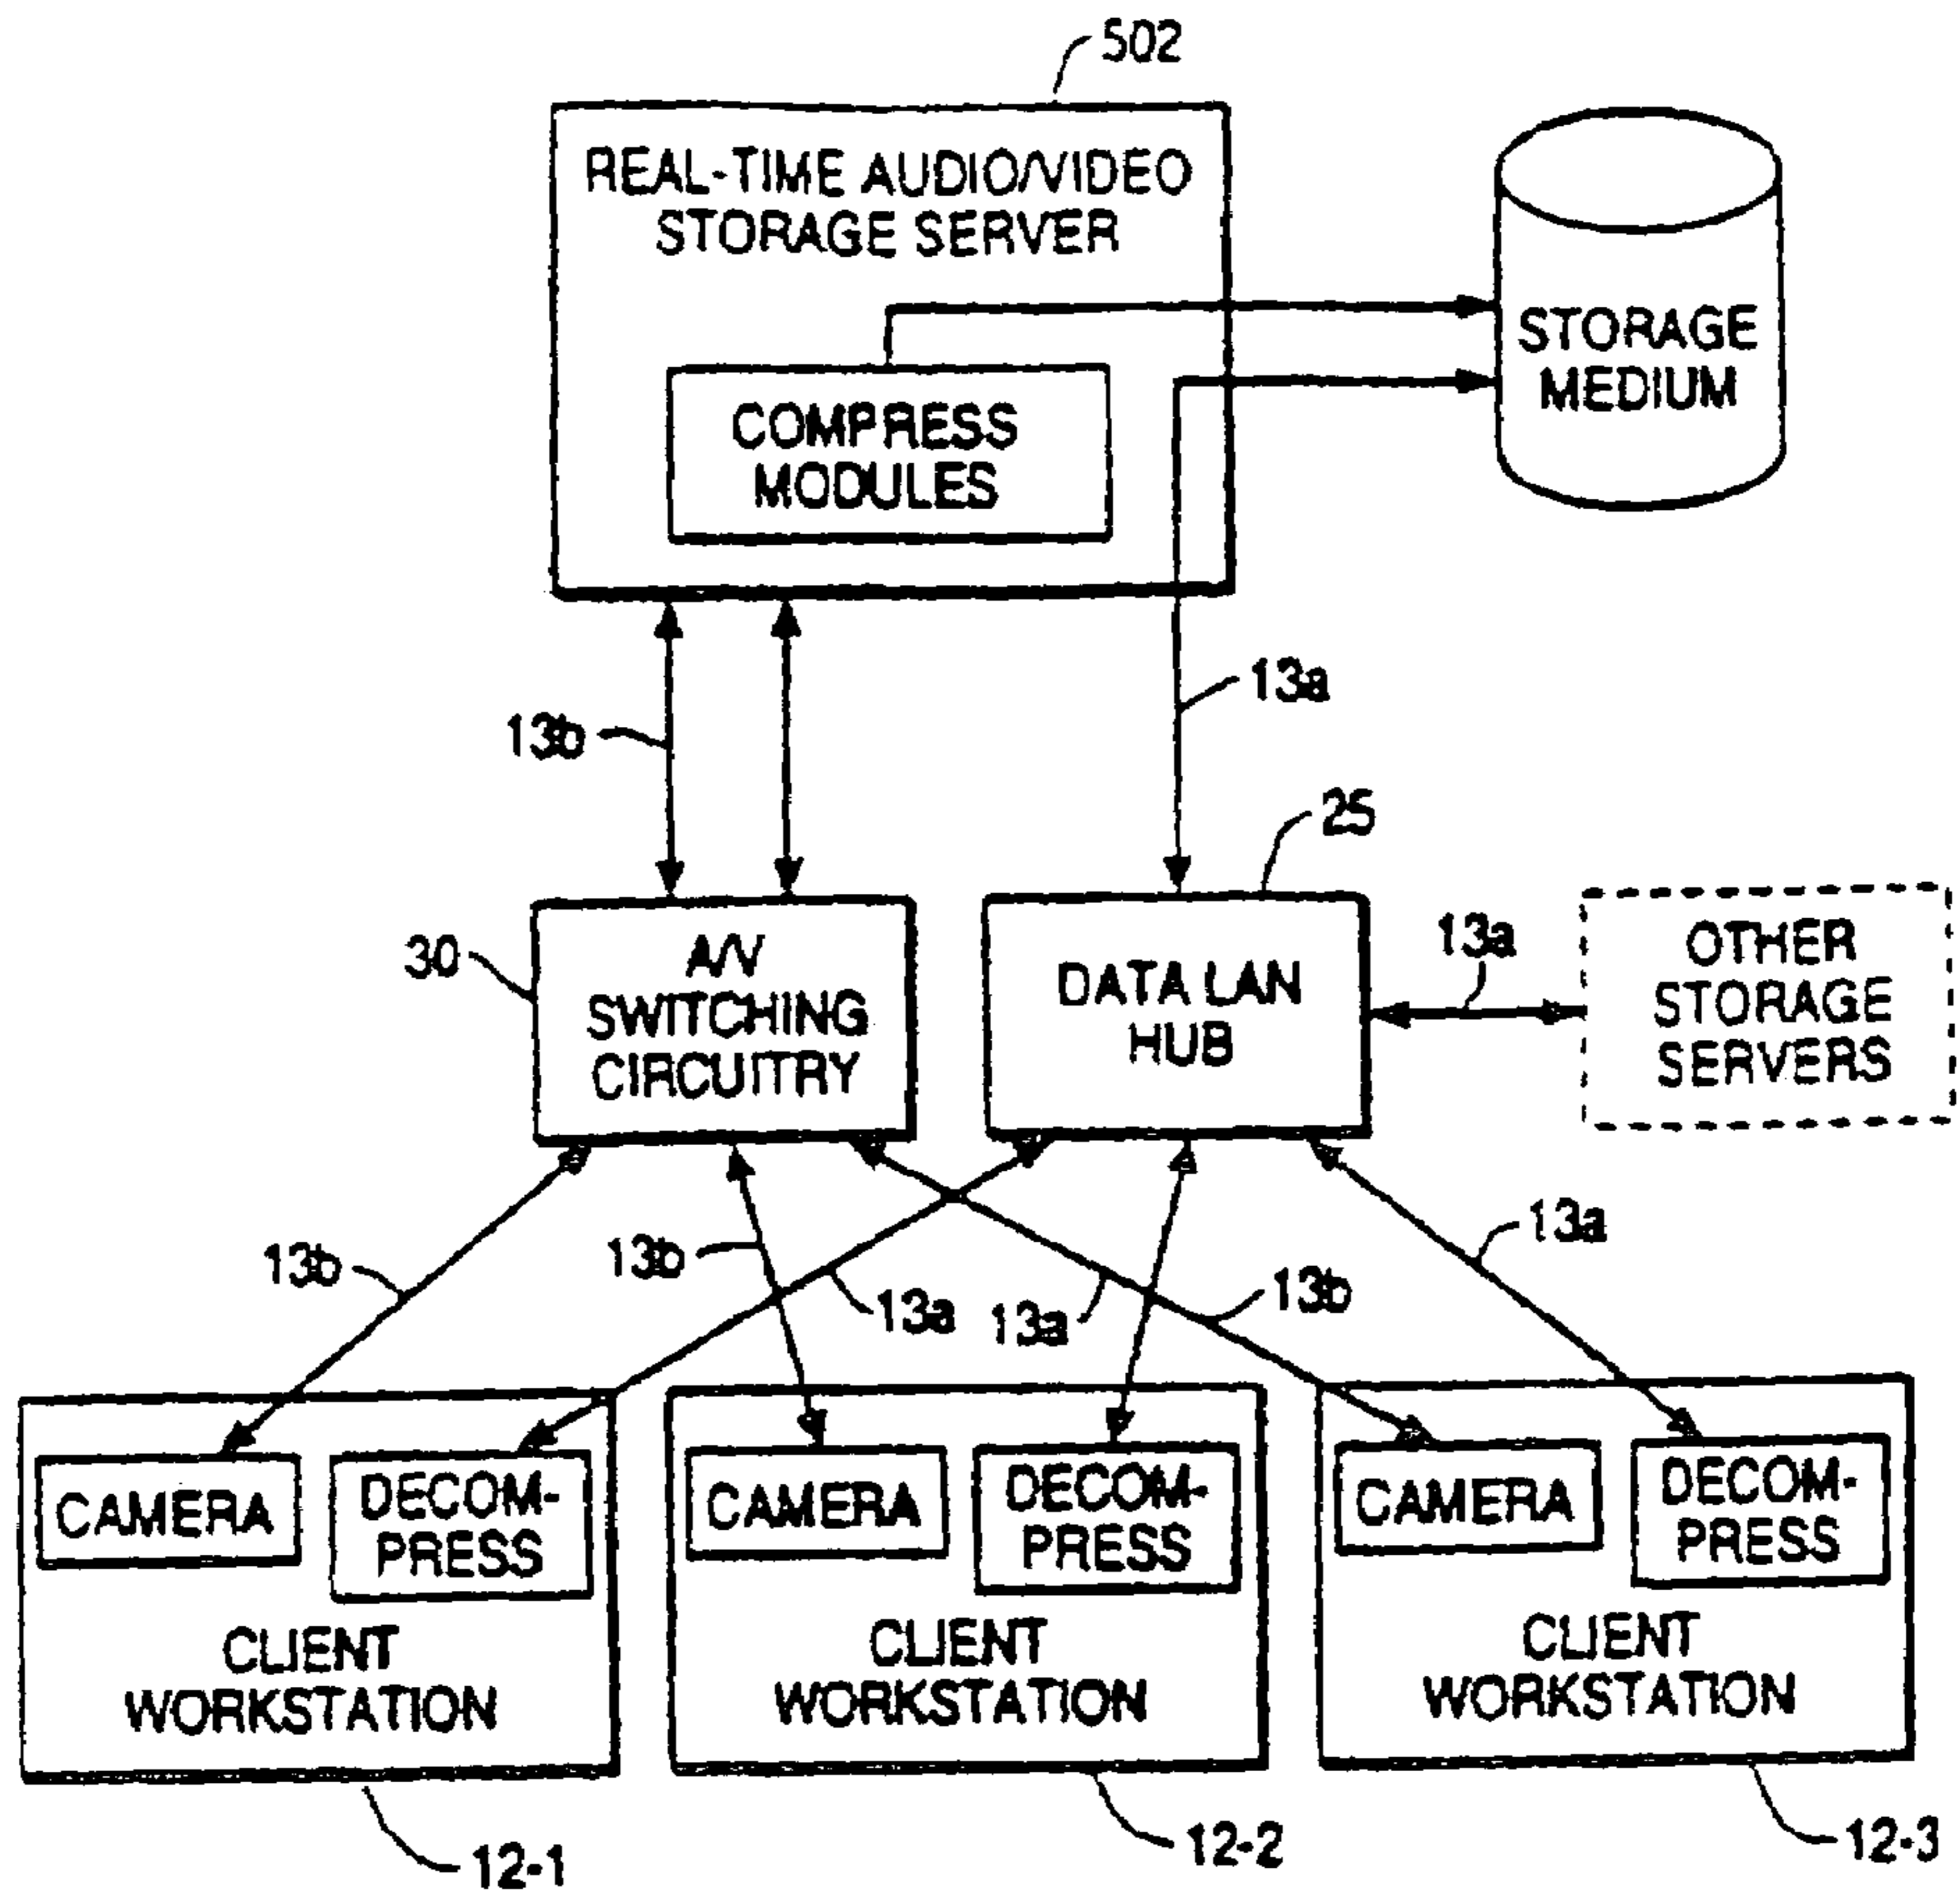 502
REAL-TIME AUDIO/VIDEO
STORAGE SERVER
STORAGE
MEDIUM
COMPRESS
MODULES
13b
13a
25
30
A/V
SWITCHING
CIRCUITRY
DATA LAN
HUB
13a
OTHER
STORAGE
SERVERS
13b
13b
13a
13a
13b
13a
CAMERA
DECOM-
PRESS
CLIENT
WORKSTATION
CAMERA
DECOM-
PRESS
CLIENT
WORKSTATION
CAMERA
DECOM-
PRESS
CLIENT
WORKSTATION
12-1
12-2
12-3